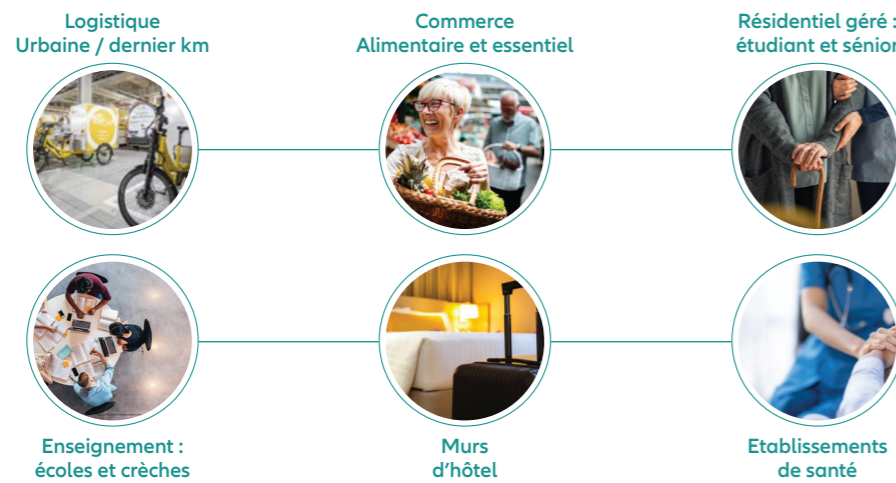 Logistique
Urbaine / dernier km
Commerce
Alimentaire et essentiel
Résidentiel géré :
étudiant et sénior
Enseignement :
écoles et crèches
Murs
d'hôtel
Etablissements
de santé